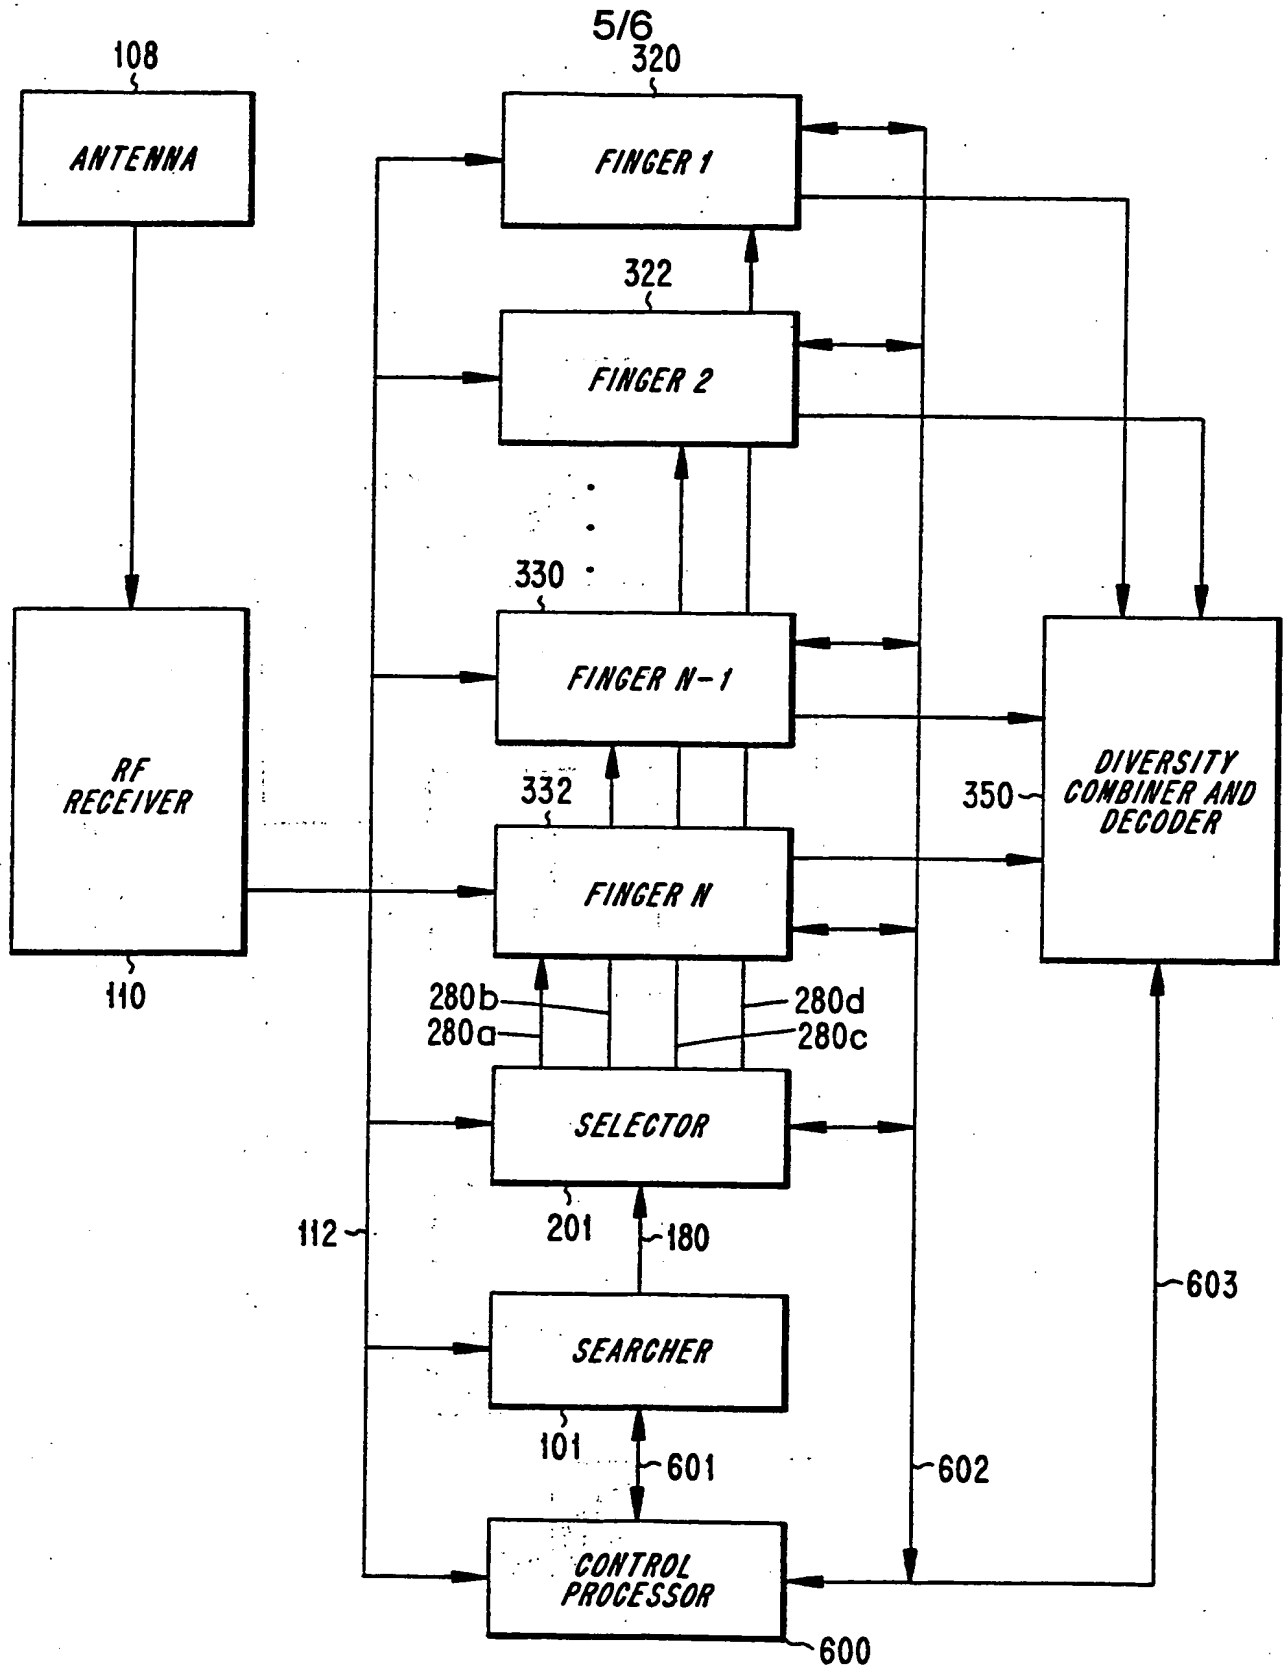 5/6
108
320
ANTENNA
FINGER 1
322
FINGER 2
330
FINGER N-1
RF
RECEIVER
332
350
DIVERSITY
COMBINER AND
DECODER
FINGER N
110
280b
280d
280a
280c
SELECTOR
112
201
180
603
SEARCHER
101
601
602
CONTROL
PROCESSOR
600